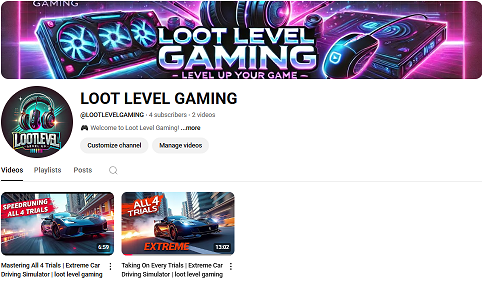 GAMING
LOOT LEVEL
GAMING
– LEVEL UP YOUR GAME –
LOOTLEVEL
LOOT LEVEL GAMING
@LOOTLEVELGAMING · 4 subscribers · 2 videos
🎮 Welcome to Loot Level Gaming! ...more
Customize channel
Manage videos
Videos
Playlists
Posts
SPEEDRUNING
ALL 4 TRIALS
6:59
ALL 4
TRIALS
EXTREME
13:02
Mastering All 4 Trials | Extreme Car
Driving Simulator | loot level gaming
Taking On Every Trials | Extreme Car
Driving Simulator | loot level gaming